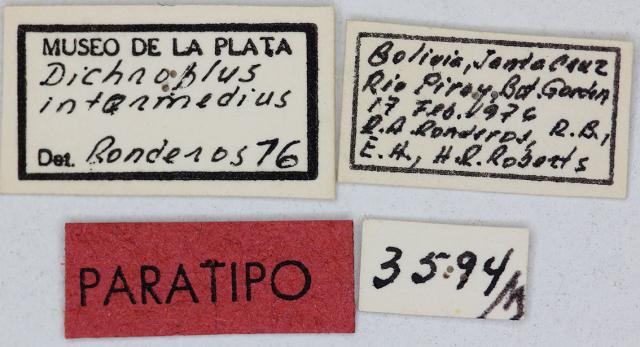 MUSEO DE LA PLATA
Dichroplus
intermedius
Det. Ronderos 76
Bolivia, Santa Cruz
Rio Piray, Bot. Garden
17 Feb. 1976
R.A. Ronderos, R.B.,
E.H., H.R. Roberts
PARATIPO
3594/